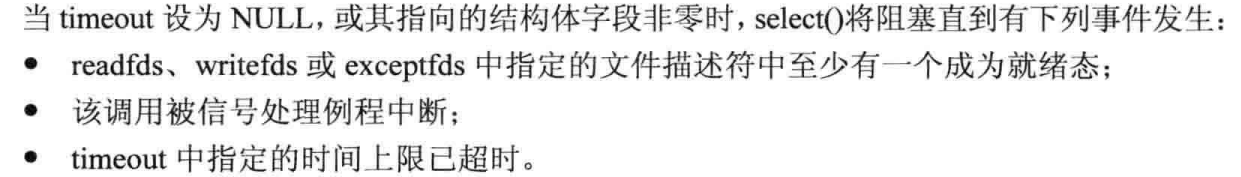 当 timeout 设为 NULL，或其指向的结构体字段非零时，select()将阻塞直到有下列事件发生：
● readfds、writefds 或 exceptfds 中指定的文件描述符中至少有一个成为就绪态；
● 该调用被信号处理例程中断；
● timeout 中指定的时间上限已超时。